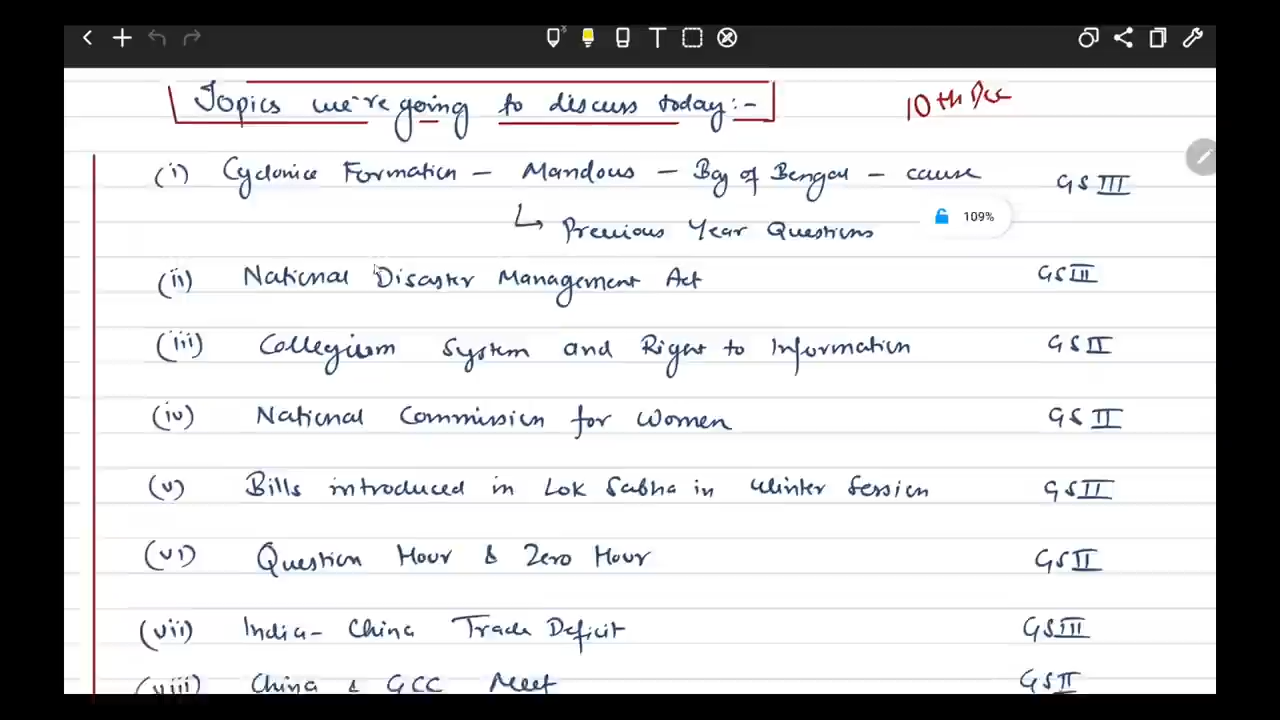 Topics we're going to discuss today:- 10th Dec
(i) Cyclonic Formation - Mandous - Bay of Bengal - cause GS III
↳ Previous Year Questions
109%
(ii) National Disaster Management Act GS III
(iii) Collegium System and Right to Information GS II
(iv) National Commission for Women GS II
(v) Bills introduced in Lok Sabha in Winter Session GS II
(vi) Question Hour & Zero Hour GS II
(vii) India- China Trade Deficit GS III
(viii) China & GCC Meet GS II